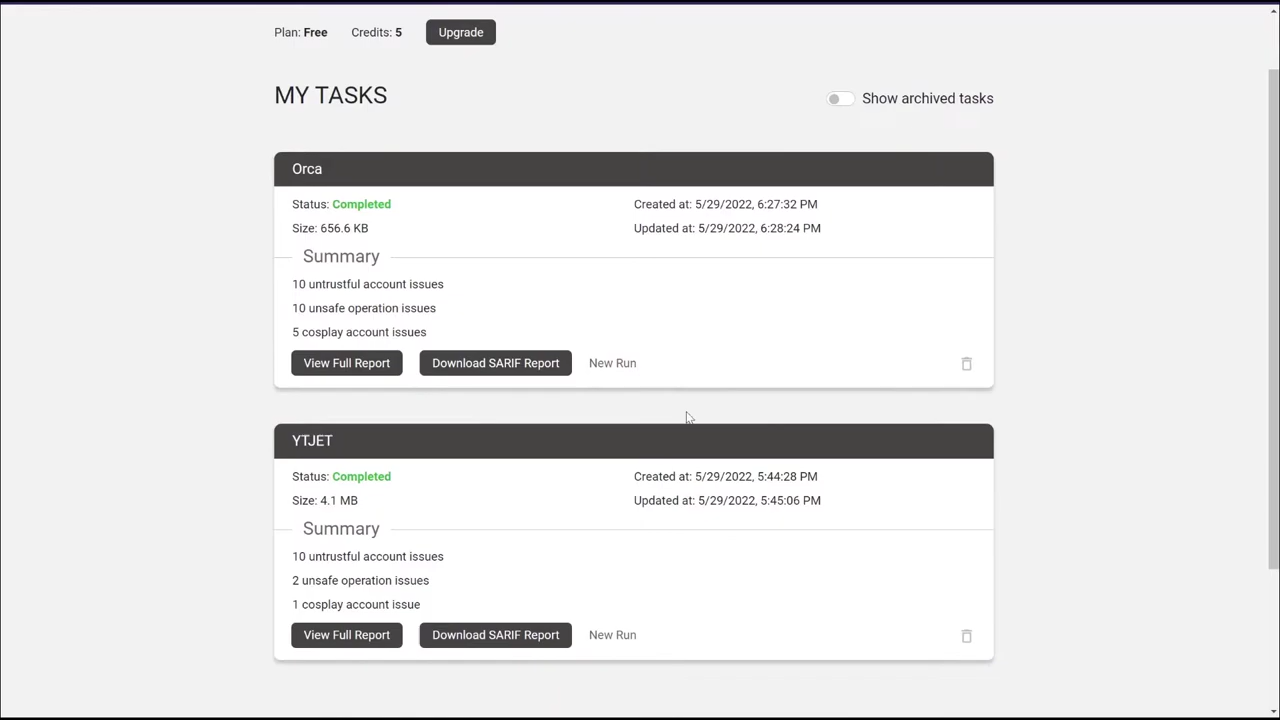 Plan: Free Credits: 5 Upgrade
MY TASKS
Show archived tasks
Orca
Status: Completed Created at: 5/29/2022, 6:27:32 PM
Size: 656.6 KB Updated at: 5/29/2022, 6:28:24 PM
Summary
10 untrustful account issues
10 unsafe operation issues
5 cosplay account issues
View Full Report Download SARIF Report New Run
YTJET
Status: Completed Created at: 5/29/2022, 5:44:28 PM
Size: 4.1 MB Updated at: 5/29/2022, 5:45:06 PM
Summary
10 untrustful account issues
2 unsafe operation issues
1 cosplay account issue
View Full Report Download SARIF Report New Run